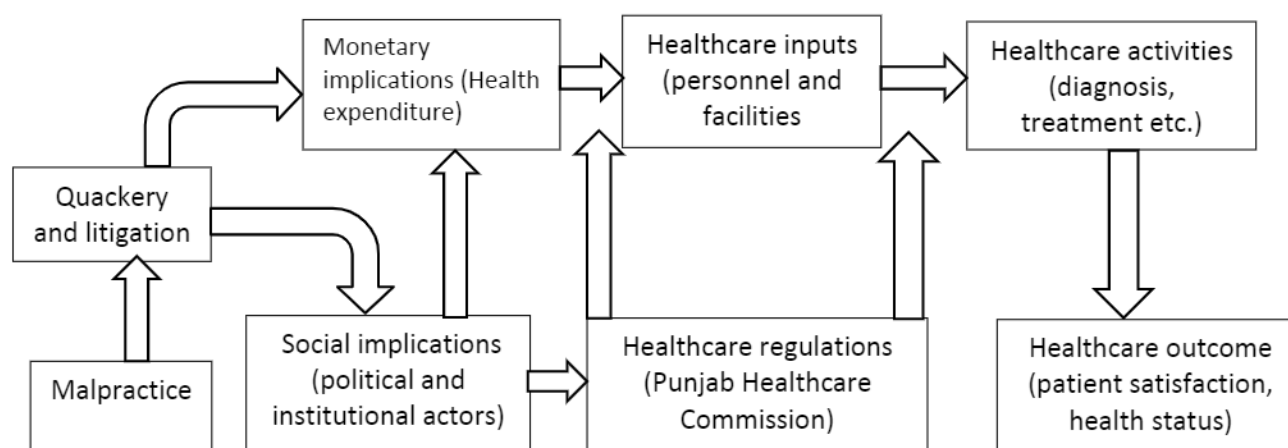 Monetary
implications (Health
expenditure)
Healthcare inputs
(personnel and
facilities
Healthcare activities
(diagnosis,
treatment etc.)
Quackery
and litigation
Malpractice
Social implications
(political and
institutional actors)
Healthcare regulations
(Punjab Healthcare
Commission)
Healthcare outcome
(patient satisfaction,
health status)